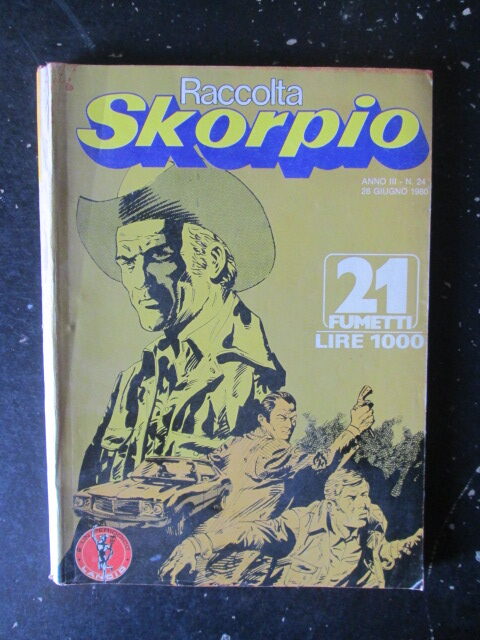 Raccolta
Skorpio
ANNO III - N. 24
28 GIUGNO 1980
21
FUMETTI
LIRE 1000